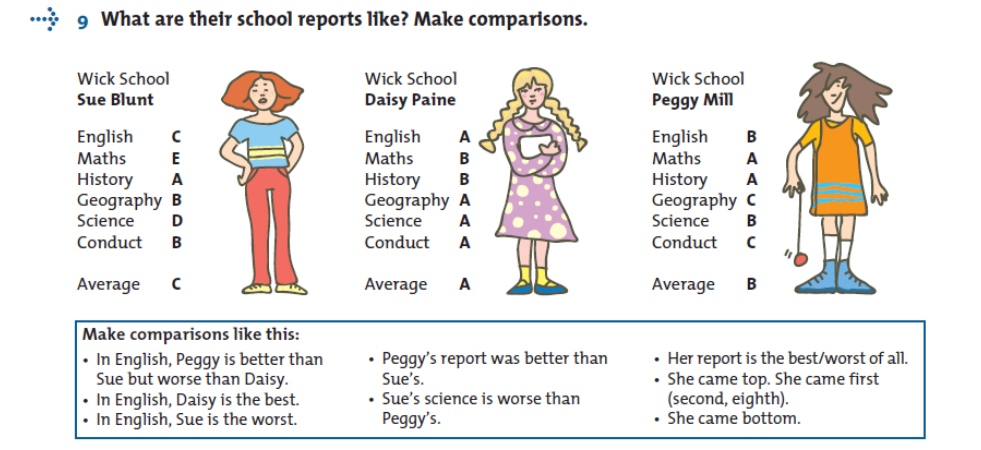 9 What are their school reports like? Make comparisons.
Wick School
Sue Blunt
English C
Maths E
History A
Geography B
Science D
Conduct B
Average C
Wick School
Daisy Paine
English A
Maths B
History B
Geography A
Science A
Conduct A
Average A
Wick School
Peggy Mill
English B
Maths A
History A
Geography C
Science B
Conduct C
Average B
Make comparisons like this:
• In English, Peggy is better than
Sue but worse than Daisy.
• In English, Daisy is the best.
• In English, Sue is the worst.
• Peggy's report was better than
Sue's.
• Sue's science is worse than
Peggy's.
• Her report is the best/worst of all.
• She came top. She came first
(second, eighth).
• She came bottom.